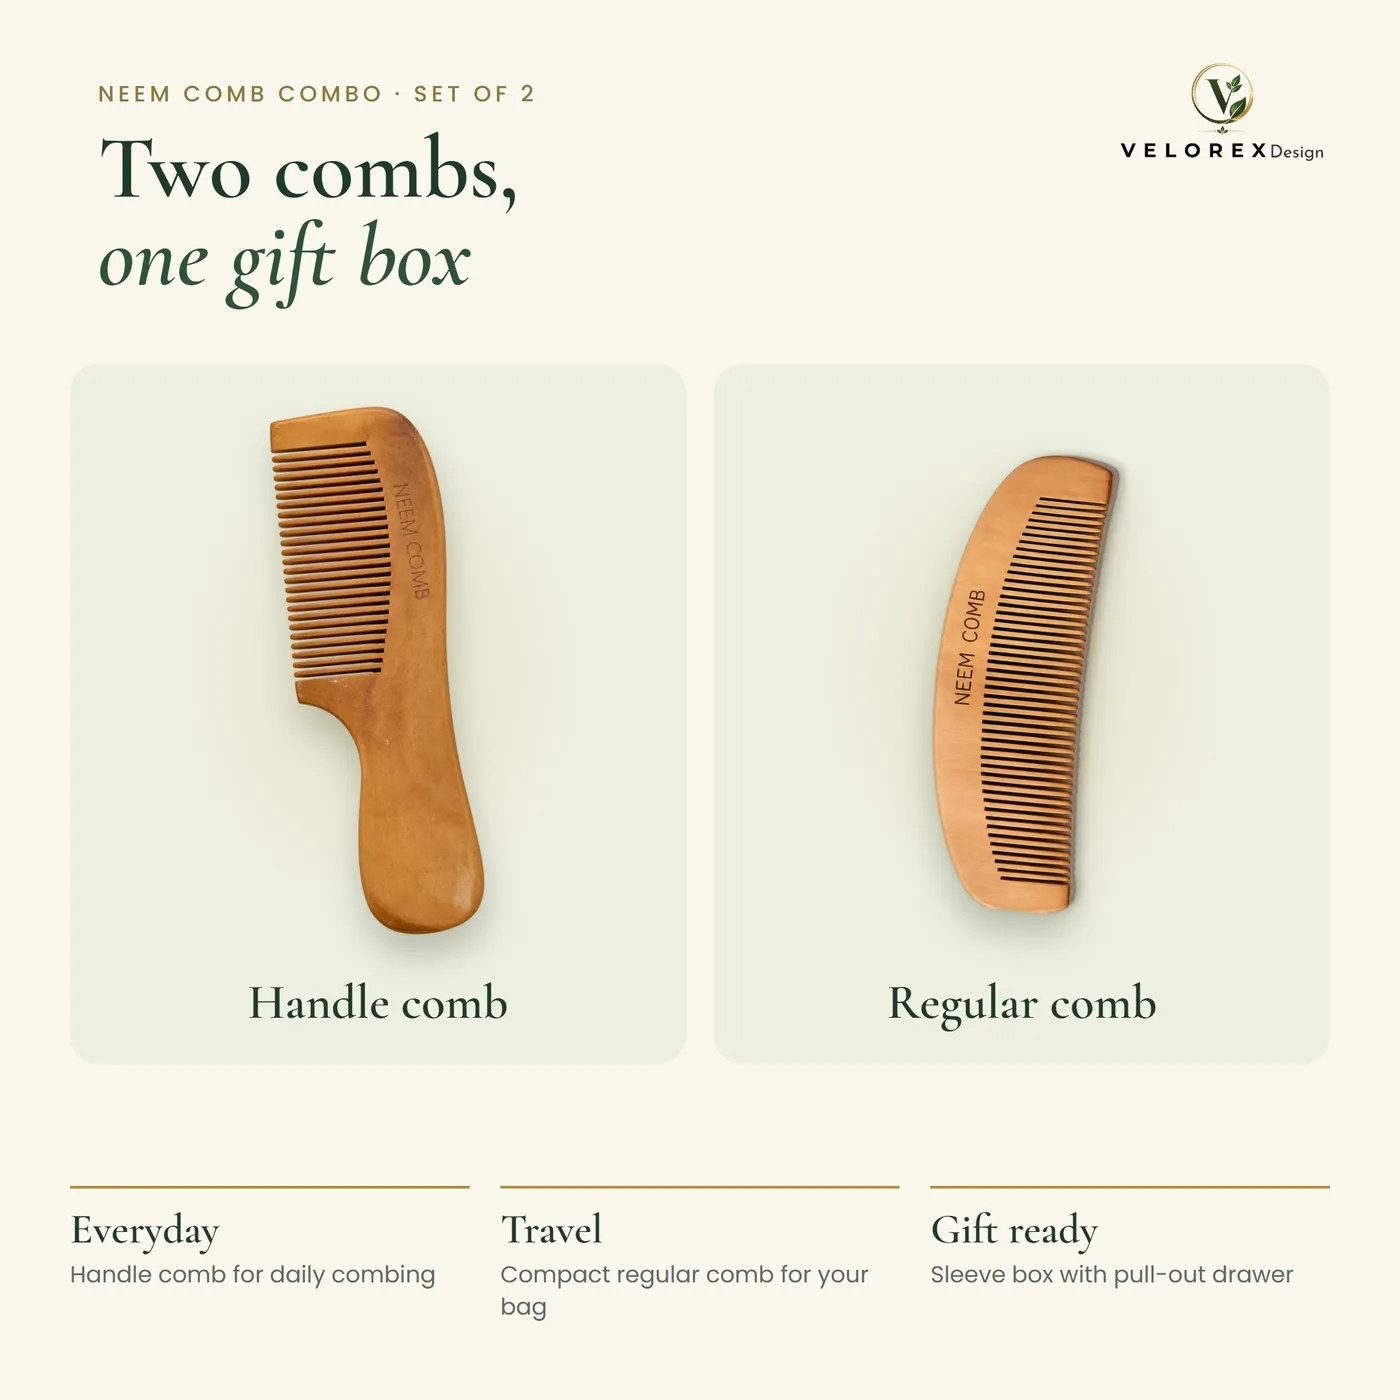 NEEM COMB COMBO · SET OF 2
Two combs,
one gift box
V
VELOREX Design
NEEM COMB
NEEM COMB
Handle comb
Regular comb
Everyday
Handle comb for daily combing
Travel
Compact regular comb for your
bag
Gift ready
Sleeve box with pull-out drawer